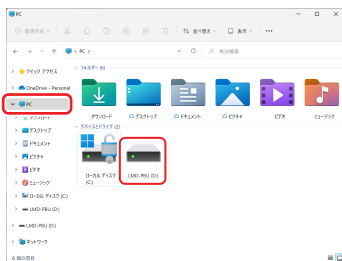 PC
新規作成
並べ替え
表示
PC
PCの検索
クイック アクセス
OneDrive - Personal
PC
ダウンロード
デスクトップ
ドキュメント
ピクチャ
ビデオ
ミュージック
ローカル ディスク (C:)
LMD-PBU (D:)
LMD-PBU (D:)
ネットワーク
フォルダー (6)
ダウンロード
デスクトップ
ドキュメント
ピクチャ
ビデオ
ミュージック
デバイスとドライブ (2)
ローカル ディスク (C:)
LMD-PBU (D:)
8 個の項目